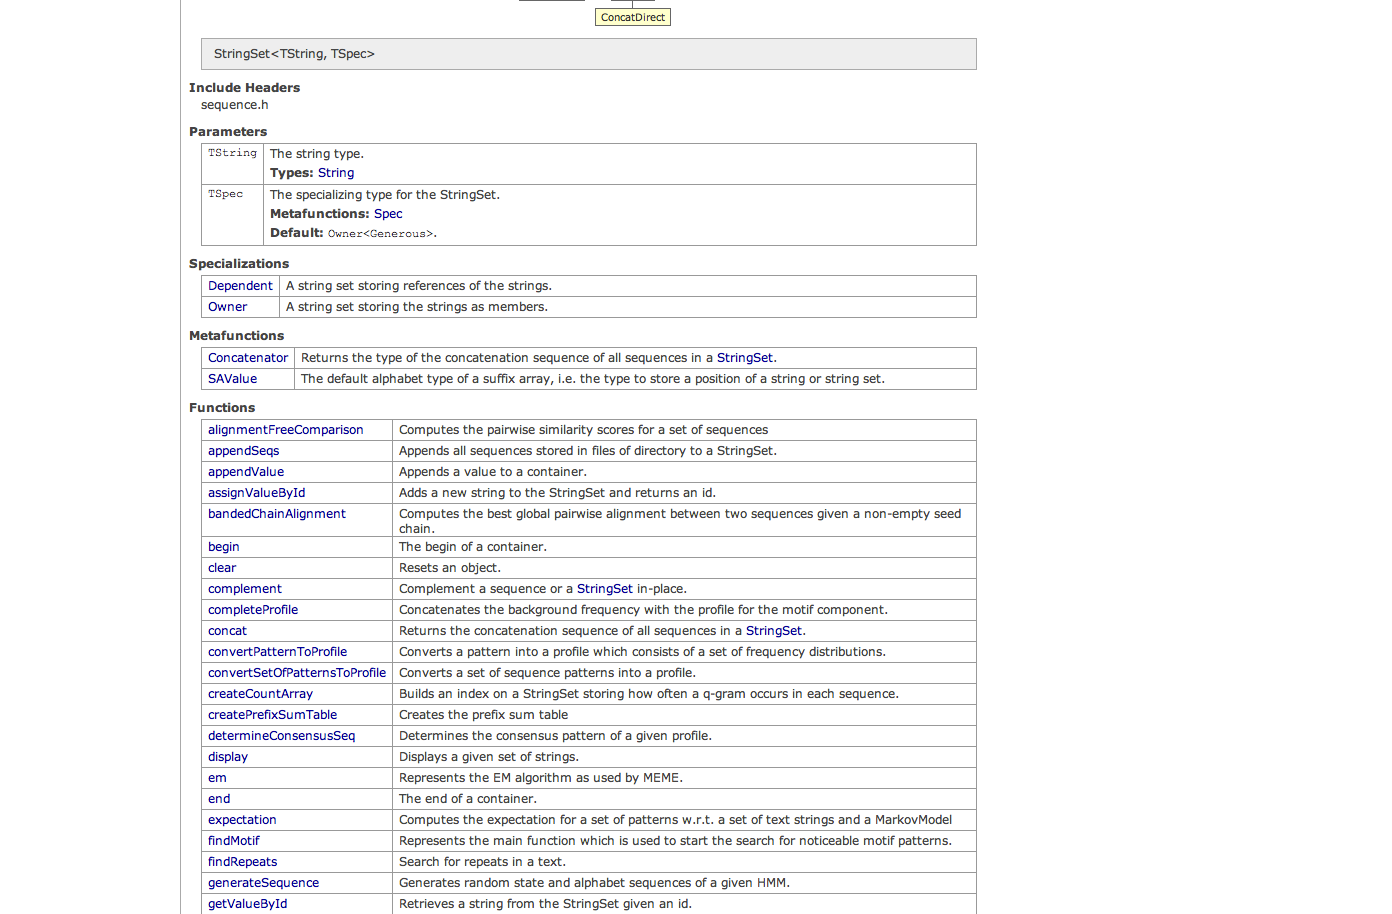 ConcatDirect
StringSet<TString, TSpec>
Include Headers
sequence.h
Parameters
TString The string type.
Types: String
TSpec The specializing type for the StringSet.
Metafunctions: Spec
Default: Owner<Generous>.
Specializations
Dependent A string set storing references of the strings.
Owner A string set storing the strings as members.
Metafunctions
Concatenator Returns the type of the concatenation sequence of all sequences in a StringSet.
SAValue The default alphabet type of a suffix array, i.e. the type to store a position of a string or string set.
Functions
alignmentFreeComparison Computes the pairwise similarity scores for a set of sequences
appendSeqs Appends all sequences stored in files of directory to a StringSet.
appendValue Appends a value to a container.
assignValueById Adds a new string to the StringSet and returns an id.
bandedChainAlignment Computes the best global pairwise alignment between two sequences given a non-empty seed
chain.
begin The begin of a container.
clear Resets an object.
complement Complement a sequence or a StringSet in-place.
completeProfile Concatenates the background frequency with the profile for the motif component.
concat Returns the concatenation sequence of all sequences in a StringSet.
convertPatternToProfile Converts a pattern into a profile which consists of a set of frequency distributions.
convertSetOfPatternsToProfile Converts a set of sequence patterns into a profile.
createCountArray Builds an index on a StringSet storing how often a q-gram occurs in each sequence.
createPrefixSumTable Creates the prefix sum table
determineConsensusSeq Determines the consensus pattern of a given profile.
display Displays a given set of strings.
em Represents the EM algorithm as used by MEME.
end The end of a container.
expectation Computes the expectation for a set of patterns w.r.t. a set of text strings and a MarkovModel
findMotif Represents the main function which is used to start the search for noticeable motif patterns.
findRepeats Search for repeats in a text.
generateSequence Generates random state and alphabet sequences of a given HMM.
getValueById Retrieves a string from the StringSet given an id.